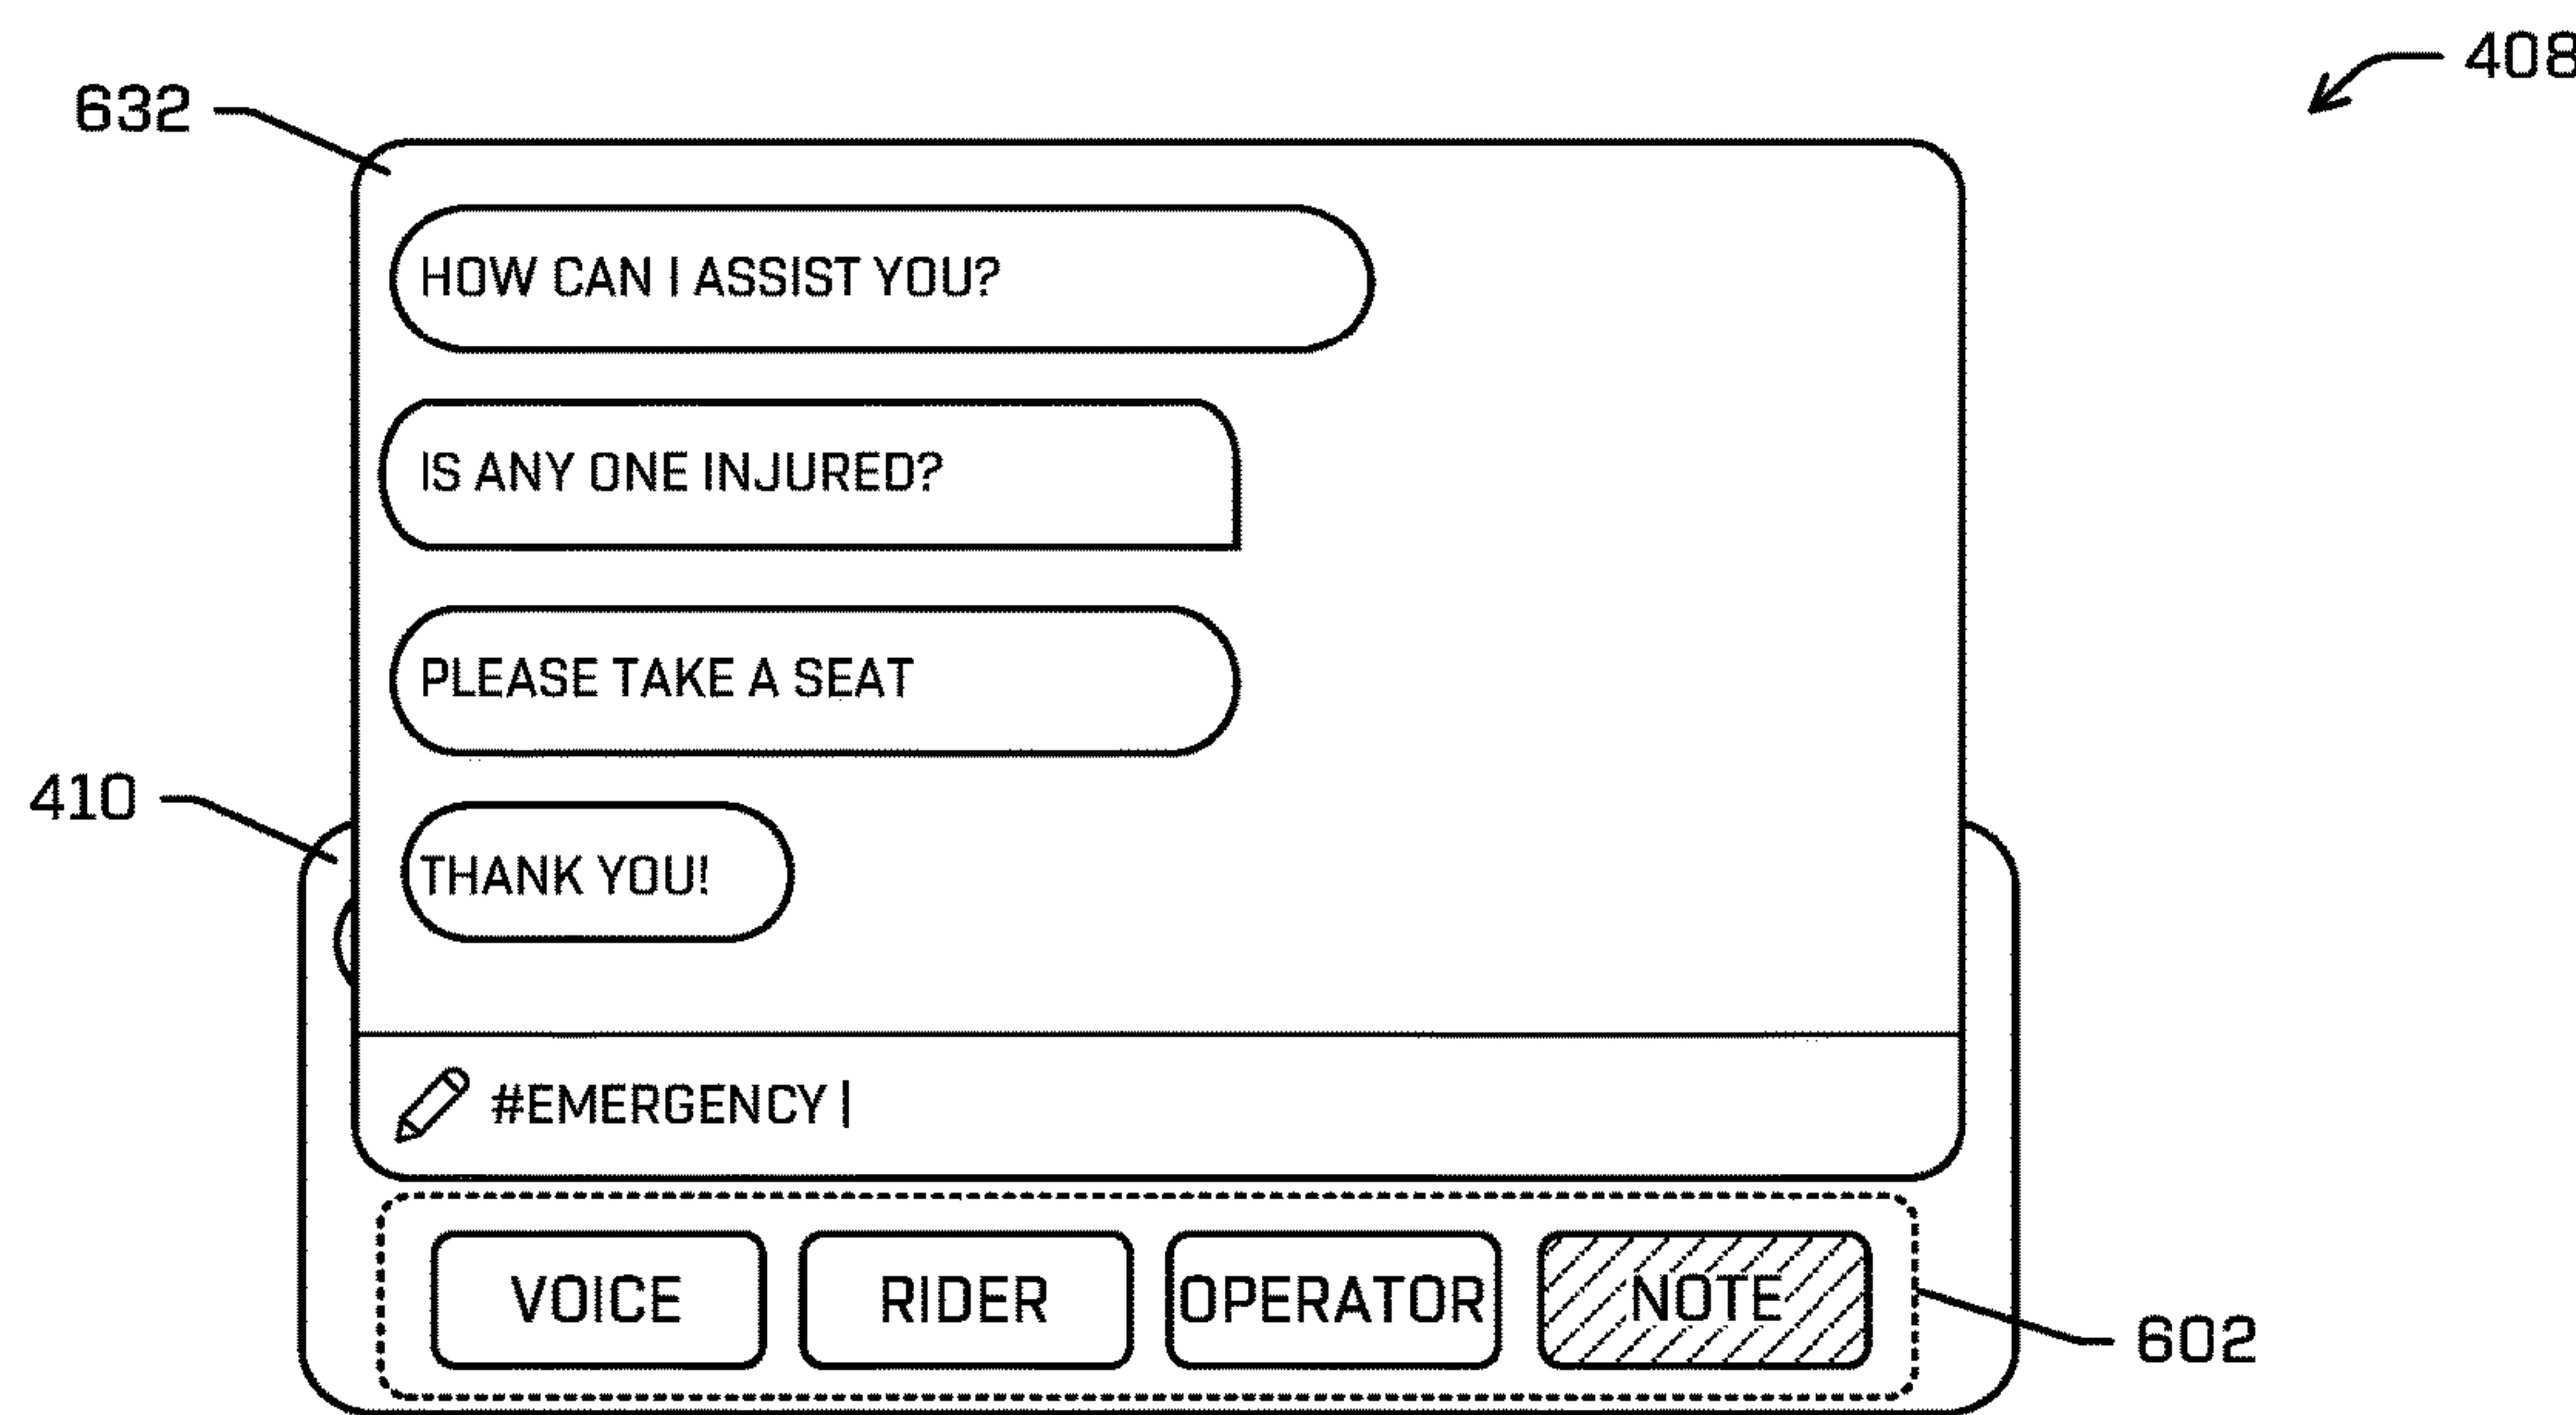 408
632
HOW CAN I ASSIST YOU?
IS ANY ONE INJURED?
PLEASE TAKE A SEAT
410
THANK YOU!
#EMERGENCY |
VOICE RIDER OPERATOR NOTE
602